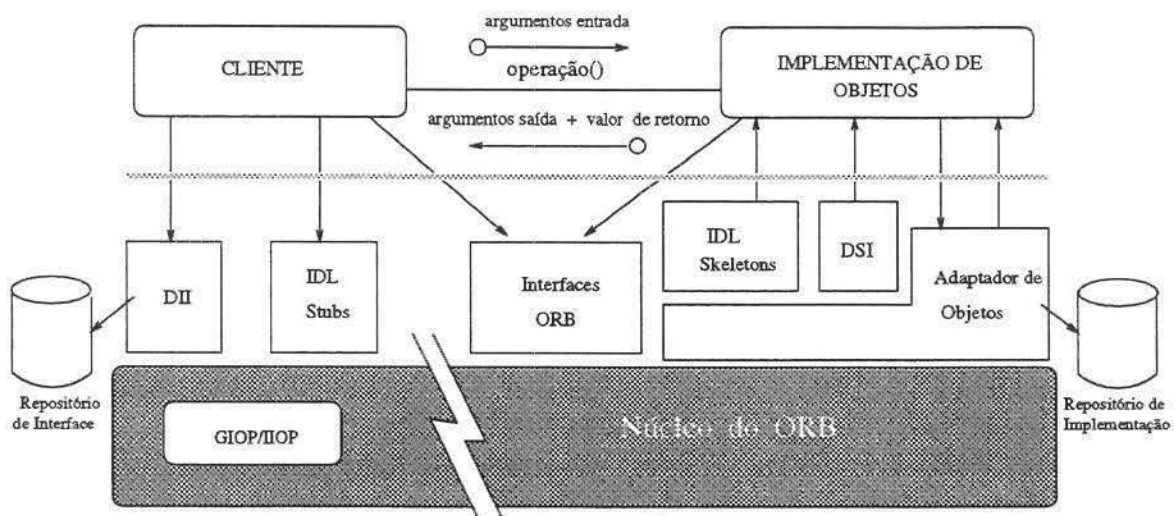 argumentos entrada
CLIENTE
operação()
IMPLEMENTAÇÃO DE
OBJETOS
argumentos saída + valor de retorno
DII
IDL
Stubs
Interfaces
ORB
IDL
Skeletons
DSI
Adaptador de
Objetos
Repositório
de Interface
GIOP/IIOP
Núcleo do ORB
Repositório de
Implementação